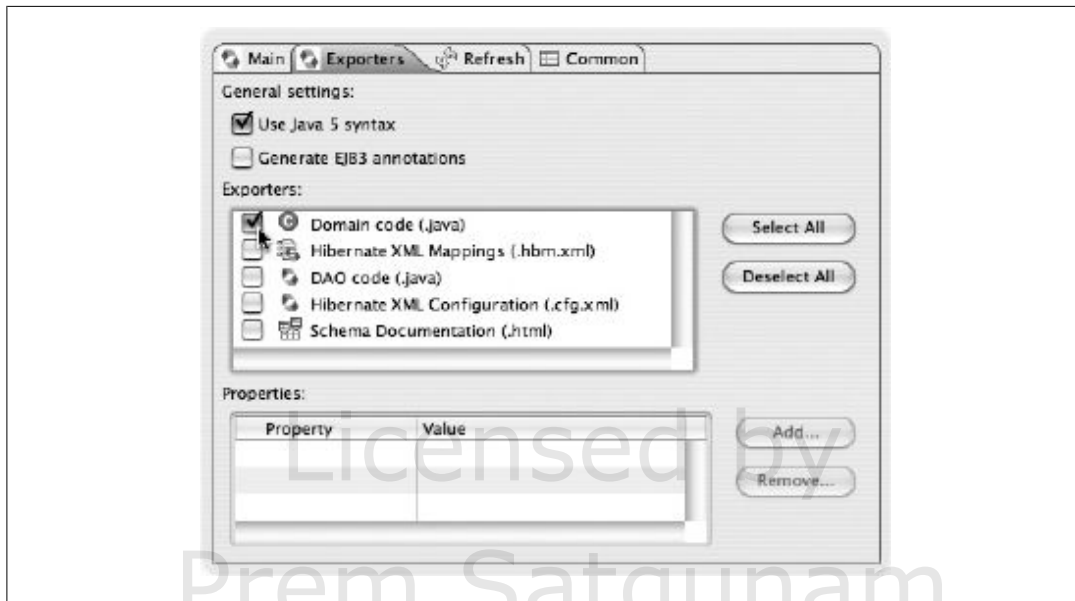 Main Exporters Refresh Common
General settings:
Use Java 5 syntax
Generate EJB3 annotations
Exporters:
Domain code (.java)
Hibernate XML Mappings (.hbm.xml)
DAO code (.java)
Hibernate XML Configuration (.cfg.xml)
Schema Documentation (.html)
Select All
Deselect All
Properties:
Property Value
Add...
Remove...
Licensed by
Prem Satgunam